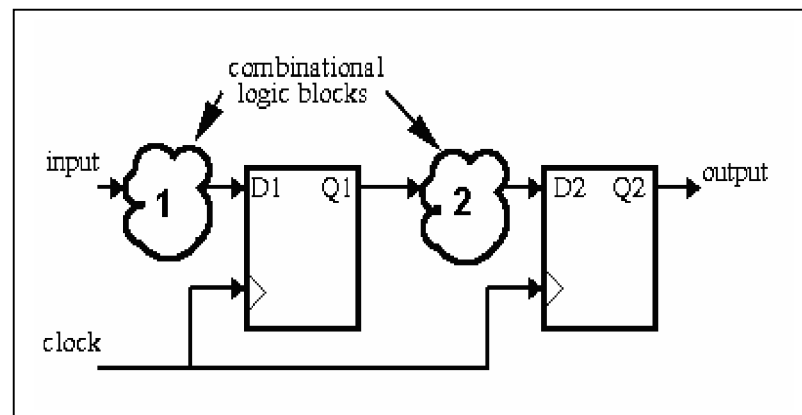 combinational
logic blocks
input
1
D1
Q1
2
D2
Q2
output
clock